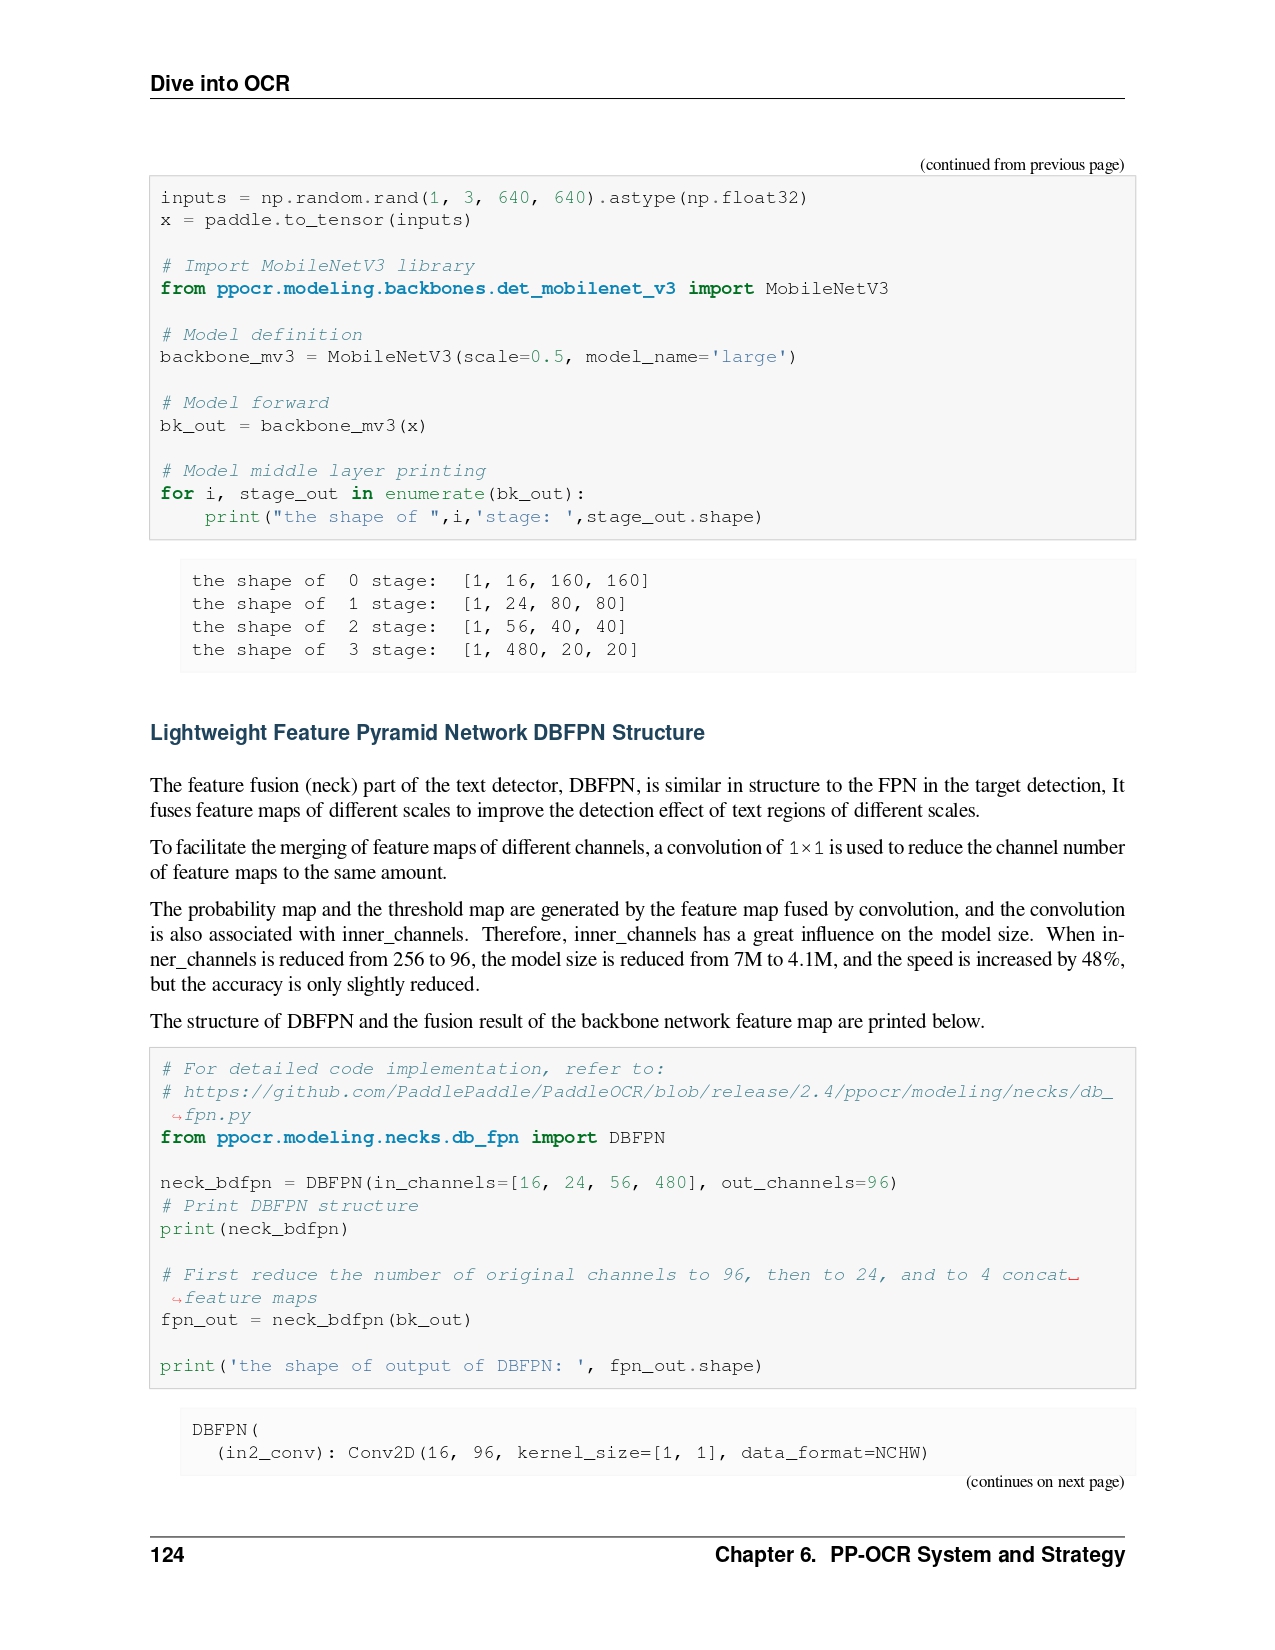 Dive into OCR
(continued from previous page)
inputs = np.random.rand(1, 3, 640, 640).astype(np.float32)
x = paddle.to_tensor(inputs)
# Import MobileNetV3 library
from ppocr.modeling.backbones.det_mobilenet_v3 import MobileNetV3
# Model definition
backbone_mv3 = MobileNetV3(scale=0.5, model_name='large')
# Model forward
bk_out = backbone_mv3(x)
# Model middle layer printing
for i, stage_out in enumerate(bk_out):
    print("the shape of ",i,'stage: ',stage_out.shape)
the shape of  0 stage:  [1, 16, 160, 160]
the shape of  1 stage:  [1, 24, 80, 80]
the shape of  2 stage:  [1, 56, 40, 40]
the shape of  3 stage:  [1, 480, 20, 20]
Lightweight Feature Pyramid Network DBFPN Structure
The feature fusion (neck) part of the text detector, DBFPN, is similar in structure to the FPN in the target detection, It
fuses feature maps of different scales to improve the detection effect of text regions of different scales.
To facilitate the merging of feature maps of different channels, a convolution of 1×1 is used to reduce the channel number
of feature maps to the same amount.
The probability map and the threshold map are generated by the feature map fused by convolution, and the convolution
is also associated with inner_channels. Therefore, inner_channels has a great influence on the model size. When in-
ner_channels is reduced from 256 to 96, the model size is reduced from 7M to 4.1M, and the speed is increased by 48%,
but the accuracy is only slightly reduced.
The structure of DBFPN and the fusion result of the backbone network feature map are printed below.
# For detailed code implementation, refer to:
# https://github.com/PaddlePaddle/PaddleOCR/blob/release/2.4/ppocr/modeling/necks/db_
↪fpn.py
from ppocr.modeling.necks.db_fpn import DBFPN
neck_bdfpn = DBFPN(in_channels=[16, 24, 56, 480], out_channels=96)
# Print DBFPN structure
print(neck_bdfpn)
# First reduce the number of original channels to 96, then to 24, and to 4 concat␣
↪feature maps
fpn_out = neck_bdfpn(bk_out)
print('the shape of output of DBFPN: ', fpn_out.shape)
DBFPN(
  (in2_conv): Conv2D(16, 96, kernel_size=[1, 1], data_format=NCHW)
(continues on next page)
124
Chapter 6. PP-OCR System and Strategy